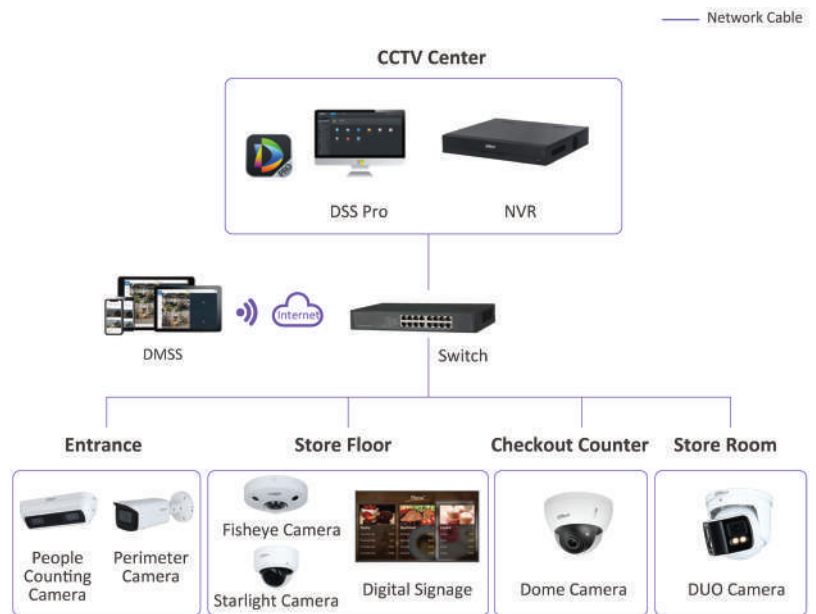 Network Cable
CCTV Center
DSS Pro
NVR
Internet
DMSS
Switch
Entrance
Store Floor
Checkout Counter
Store Room
People
Counting
Camera
Perimeter
Camera
Fisheye Camera
Starlight Camera
Digital Signage
Dome Camera
DUO Camera